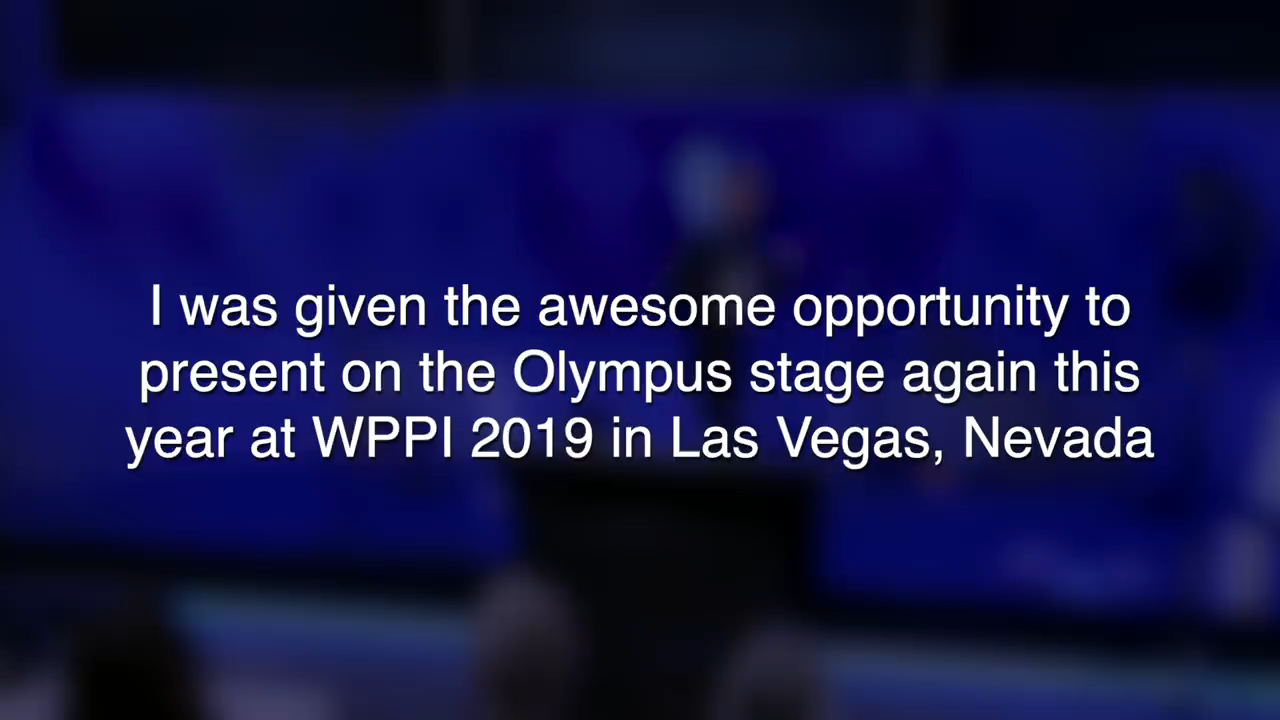 I was given the awesome opportunity to
present on the Olympus stage again this
year at WPPI 2019 in Las Vegas, Nevada